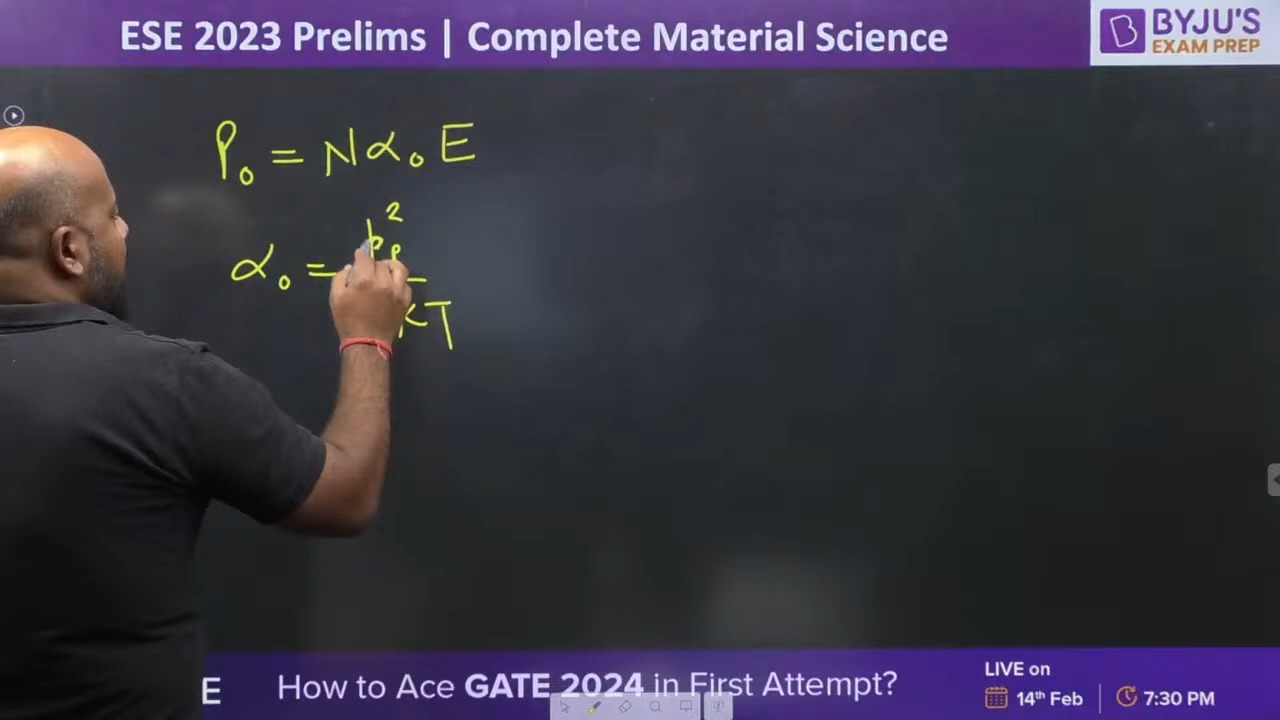 ESE 2023 Prelims | Complete Material Science
BYJU'S
EXAM PREP
P₀ = Nα₀E
α₀ =
KT
E
How to Ace GATE 2024 in First Attempt?
LIVE on
14th Feb
7:30 PM